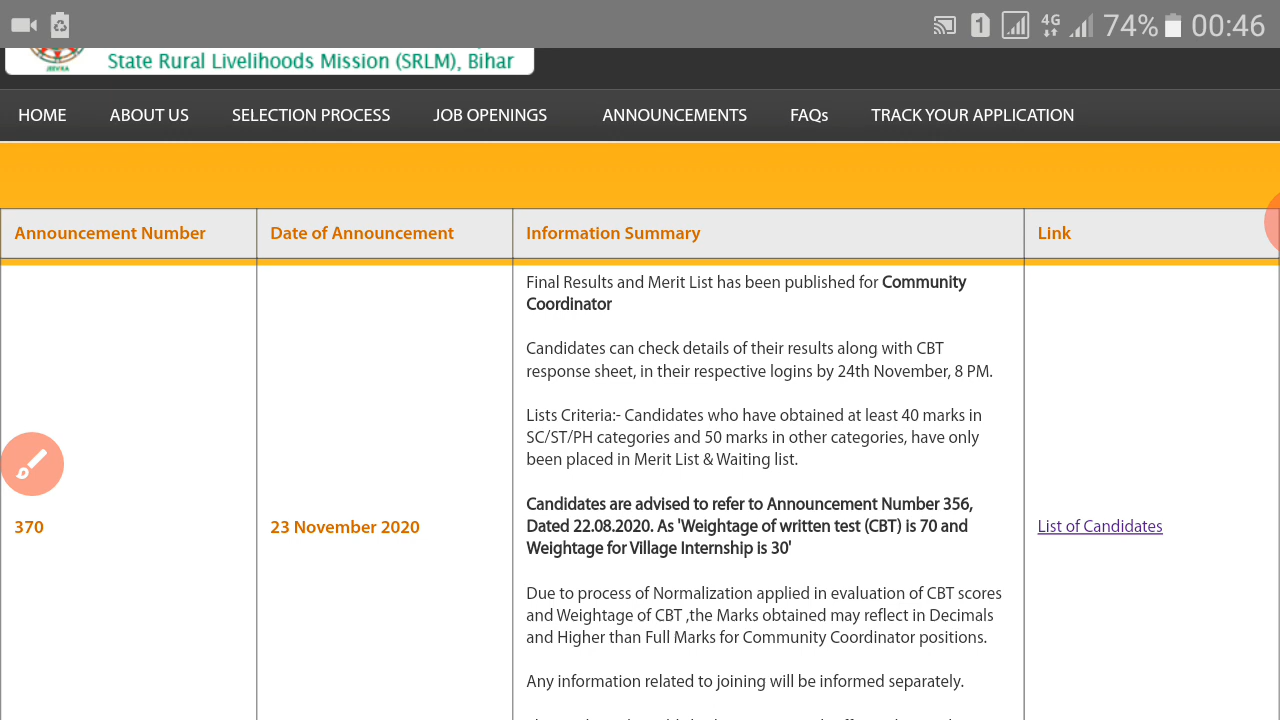 1 4G 74% 00:46
State Rural Livelihoods Mission (SRLM), Bihar
HOME ABOUT US SELECTION PROCESS JOB OPENINGS ANNOUNCEMENTS FAQs TRACK YOUR APPLICATION
Announcement Number Date of Announcement Information Summary Link
Final Results and Merit List has been published for Community
Coordinator
Candidates can check details of their results along with CBT
response sheet, in their respective logins by 24th November, 8 PM.
Lists Criteria:- Candidates who have obtained at least 40 marks in
SC/ST/PH categories and 50 marks in other categories, have only
been placed in Merit List & Waiting list.
Candidates are advised to refer to Announcement Number 356,
370 23 November 2020 Dated 22.08.2020. As 'Weightage of written test (CBT) is 70 and List of Candidates
Weightage for Village Internship is 30'
Due to process of Normalization applied in evaluation of CBT scores
and Weightage of CBT ,the Marks obtained may reflect in Decimals
and Higher than Full Marks for Community Coordinator positions.
Any information related to joining will be informed separately.